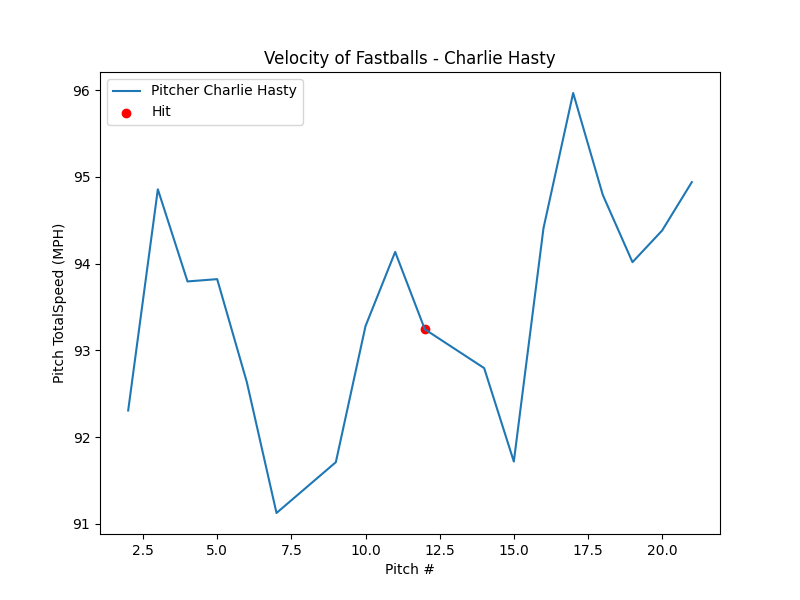 Velocity of Fastballs - Charlie Hasty
Pitcher Charlie Hasty
Hit
96
95
94
93
92
91
Pitch TotalSpeed (MPH)
2.5 5.0 7.5 10.0 12.5 15.0 17.5 20.0
Pitch #